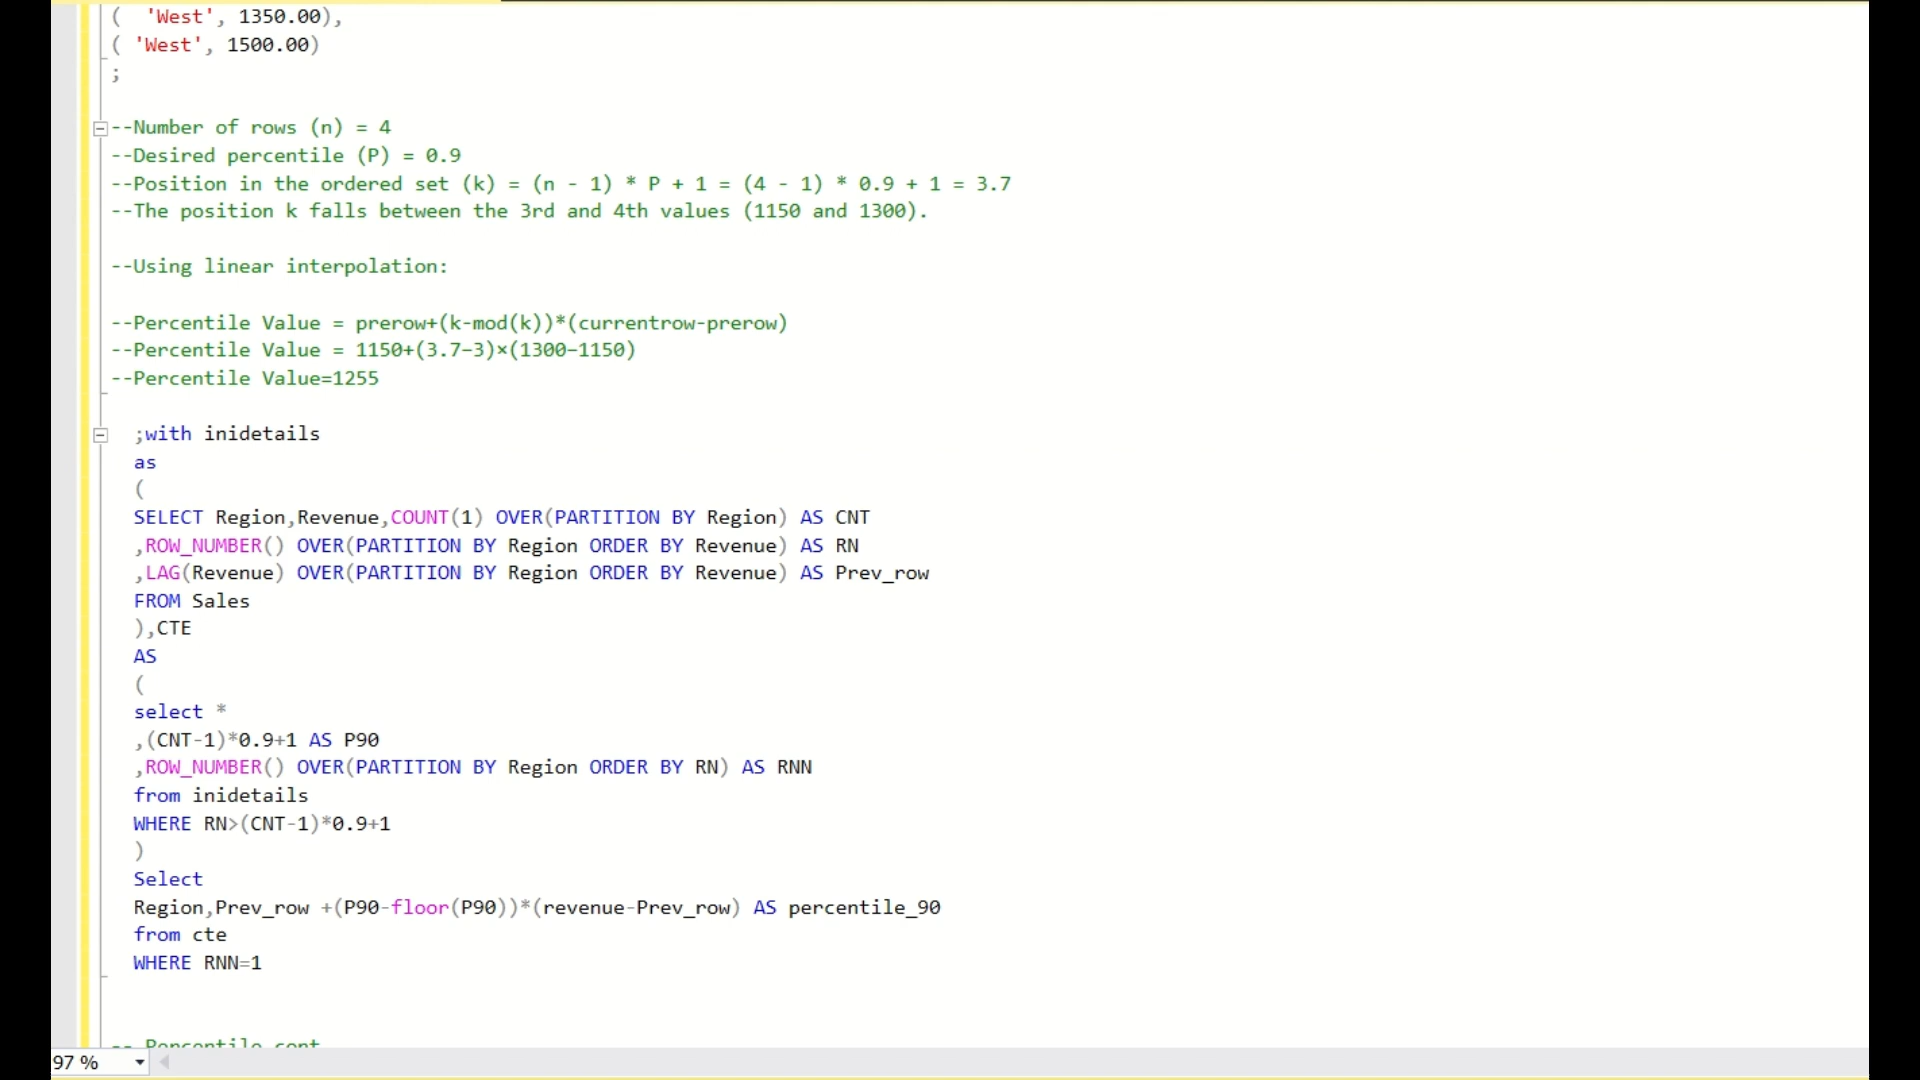 ( 'West', 1350.00),
( 'West', 1500.00)
;
--Number of rows (n) = 4
--Desired percentile (P) = 0.9
--Position in the ordered set (k) = (n - 1) * P + 1 = (4 - 1) * 0.9 + 1 = 3.7
--The position k falls between the 3rd and 4th values (1150 and 1300).
--Using linear interpolation:
--Percentile Value = prerow+(k-mod(k))*(currentrow-prerow)
--Percentile Value = 1150+(3.7−3)×(1300−1150)
--Percentile Value=1255
;with inidetails
as
(
SELECT Region,Revenue,COUNT(1) OVER(PARTITION BY Region) AS CNT
,ROW_NUMBER() OVER(PARTITION BY Region ORDER BY Revenue) AS RN
,LAG(Revenue) OVER(PARTITION BY Region ORDER BY Revenue) AS Prev_row
FROM Sales
),CTE
AS
(
select *
,(CNT-1)*0.9+1 AS P90
,ROW_NUMBER() OVER(PARTITION BY Region ORDER BY RN) AS RNN
from inidetails
WHERE RN>(CNT-1)*0.9+1
)
Select
Region,Prev_row +(P90-floor(P90))*(revenue-Prev_row) AS percentile_90
from cte
WHERE RNN=1
-- Percentile cont
97 %